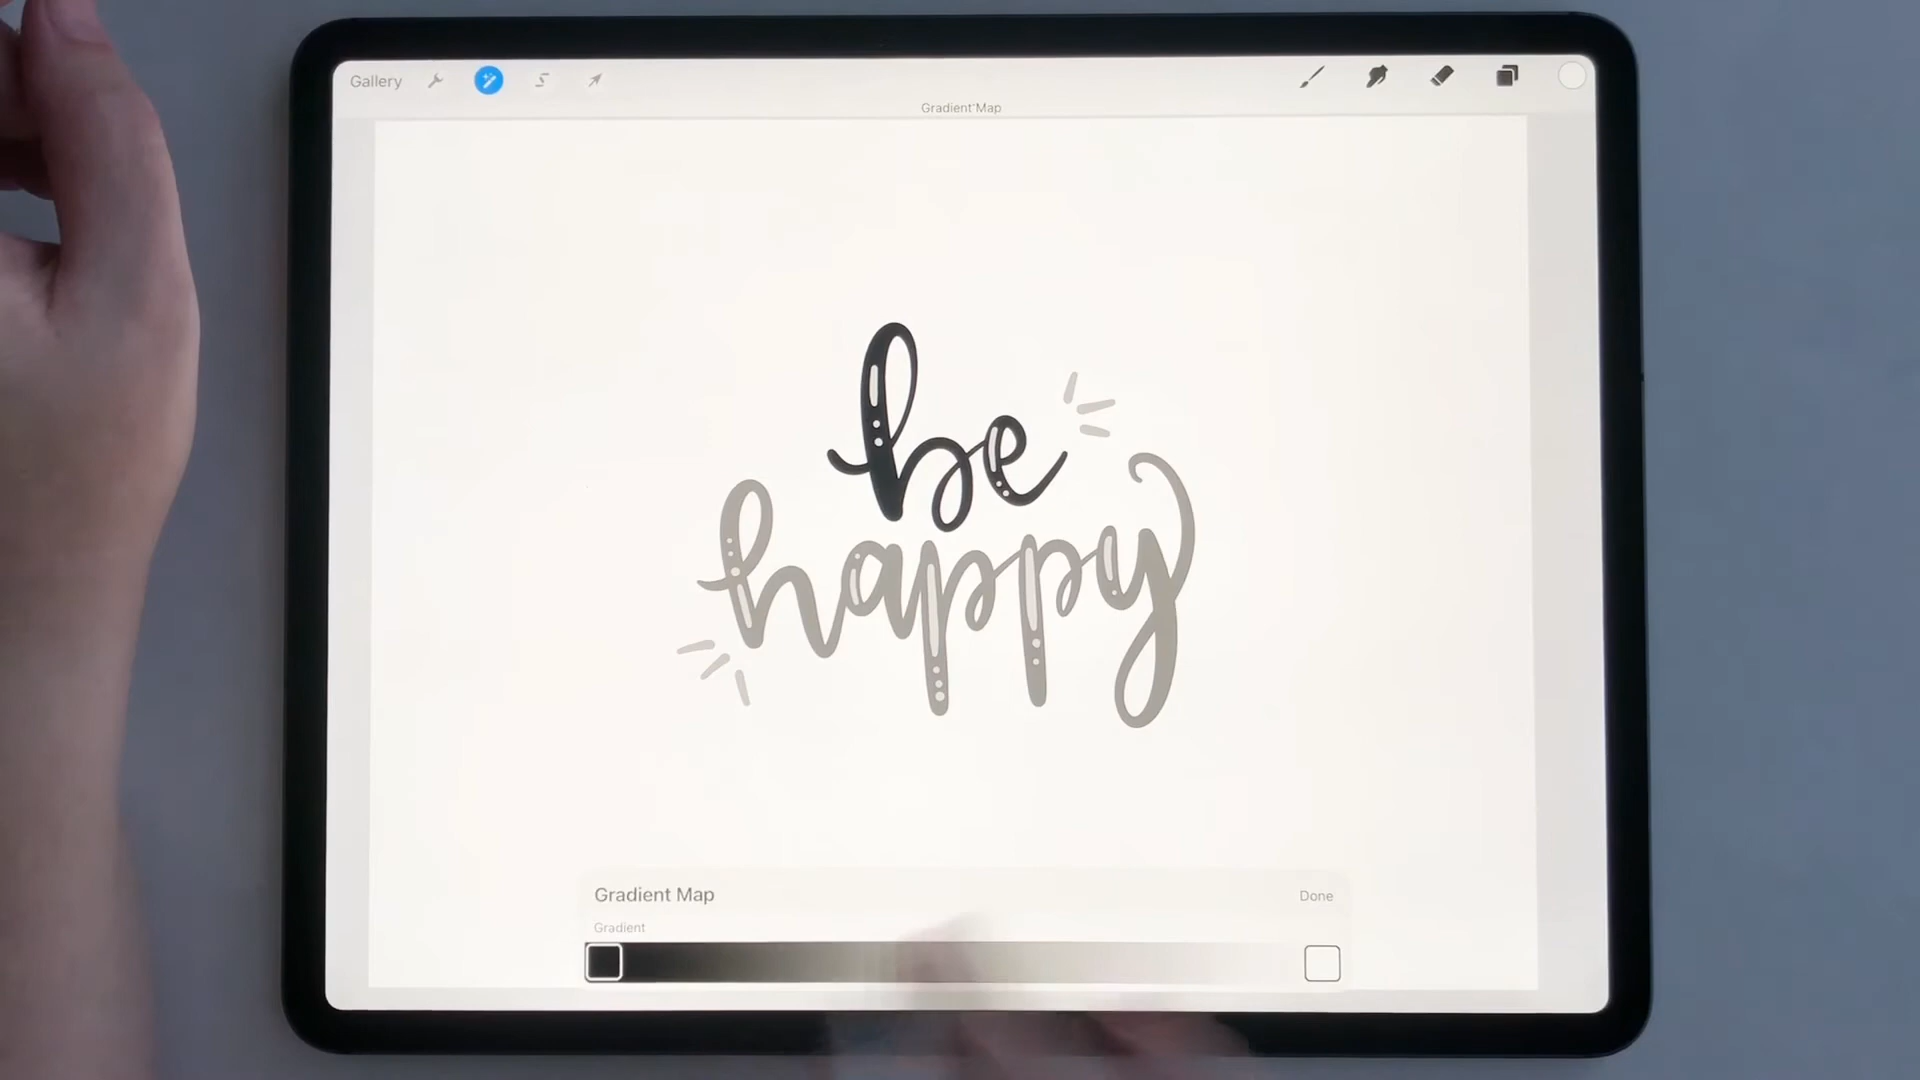 Gallery
Gradient Map
be
happy
Gradient Map
Done
Gradient